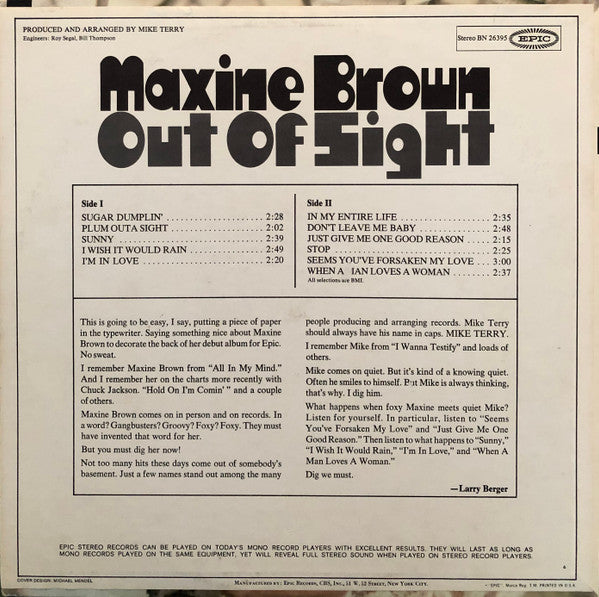 PRODUCED AND ARRANGED BY MIKE TERRY
Engineers: Roy Segal, Bill Thompson
Stereo BN 26395
EPIC
Maxine Brown
Out Of Sight
Side I
SUGAR DUMPLIN' 2:28
PLUM OUTA SIGHT 2:02
SUNNY 2:39
I WISH IT WOULD RAIN 2:49
I'M IN LOVE 2:20
Side II
IN MY ENTIRE LIFE 2:35
DON'T LEAVE ME BABY 2:48
JUST GIVE ME ONE GOOD REASON 2:15
STOP 2:25
SEEMS YOU'VE FORSAKEN MY LOVE 3:00
WHEN A IAN LOVES A WOMAN 2:37
All selections are BMI.
This is going to be easy, I say, putting a piece of paper
in the typewriter. Saying something nice about Maxine
Brown to decorate the back of her debut album for Epic.
No sweat.
I remember Maxine Brown from "All In My Mind."
And I remember her on the charts more recently with
Chuck Jackson. "Hold On I'm Comin' " and a couple
of others.
Maxine Brown comes on in person and on records. In
a word? Gangbusters? Groovy? Foxy? Foxy. They must
have invented that word for her.
But you must dig her now!
Not too many hits these days come out of somebody's
basement. Just a few names stand out among the many
people producing and arranging records. Mike Terry
should always have his name in caps. MIKE TERRY.
I remember Mike from "I Wanna Testify" and loads of
others.
Mike comes on quiet. But it's kind of a knowing quiet.
Often he smiles to himself. But Mike is always thinking,
that's why. I dig him.
What happens when foxy Maxine meets quiet Mike?
Listen for yourself. In particular, listen to "Seems
You've Forsaken My Love" and "Just Give Me One
Good Reason." Then listen to what happens to "Sunny,"
"I Wish It Would Rain," "I'm In Love," and "When A
Man Loves A Woman."
Dig we must.
—Larry Berger
EPIC STEREO RECORDS CAN BE PLAYED ON TODAY'S MONO RECORD PLAYERS WITH EXCELLENT RESULTS. THEY WILL LAST AS LONG AS
MONO RECORDS PLAYED ON THE SAME EQUIPMENT, YET WILL REVEAL FULL STEREO SOUND WHEN PLAYED ON STEREO RECORD PLAYERS.
6
COVER DESIGN: MICHAEL MENDEL
MANUFACTURED BY: EPIC RECORDS, CBS, INC., 51 W. 52 STREET, NEW YORK CITY.
"EPIC" Marca Reg. T.M. PRINTED IN U.S.A.